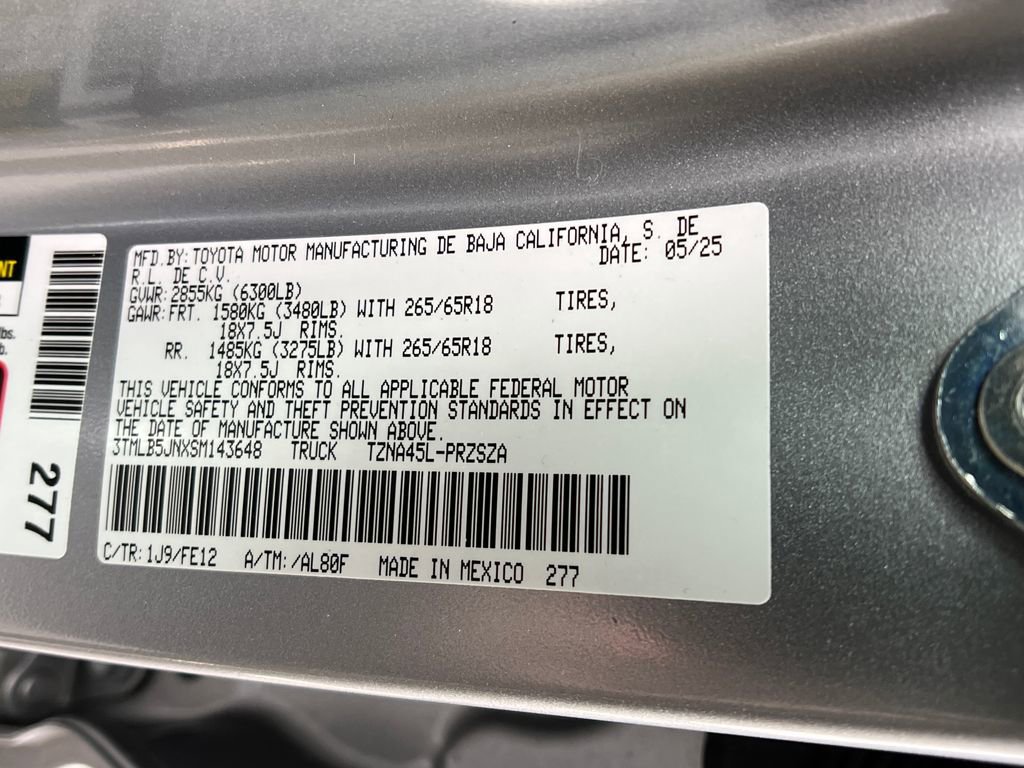 MFD.BY:TOYOTA MOTOR MANUFACTURING DE BAJA CALIFORNIA, S. DE
R.L. DE C.V. DATE: 05/25
GVWR:2855KG (6300LB)
GAWR:FRT. 1580KG (3480LB) WITH 265/65R18 TIRES,
18X7.5J RIMS.
RR. 1485KG (3275LB) WITH 265/65R18 TIRES,
18X7.5J RIMS.
THIS VEHICLE CONFORMS TO ALL APPLICABLE FEDERAL MOTOR
VEHICLE SAFETY AND THEFT PREVENTION STANDARDS IN EFFECT ON
THE DATE OF MANUFACTURE SHOWN ABOVE.
3TMLB5JNXSM143648 TRUCK TZNA45L-PRZSZA
C/TR:1J9/FE12 A/TM:/AL80F MADE IN MEXICO 277
277
lbs.